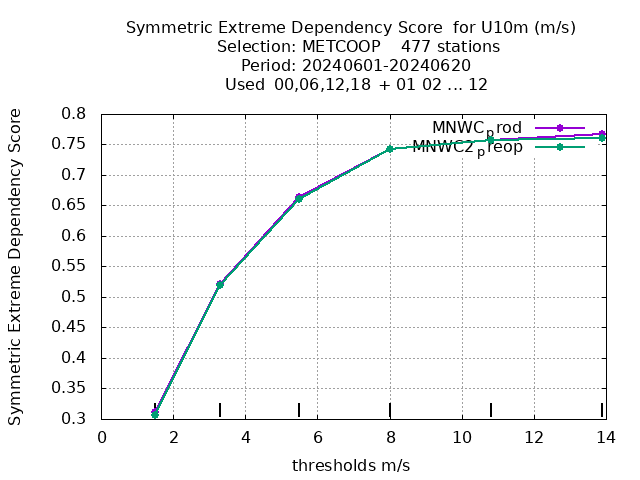 Symmetric Extreme Dependency Score  for U10m (m/s)
Selection: METCOOP    477 stations
Period: 20240601-20240620
Used  00,06,12,18 + 01 02 ... 12
Symmetric Extreme Dependency Score
0.8
0.75
0.7
0.65
0.6
0.55
0.5
0.45
0.4
0.35
0.3
MNWCprod
MNWC2preop
0 2 4 6 8 10 12 14
thresholds m/s